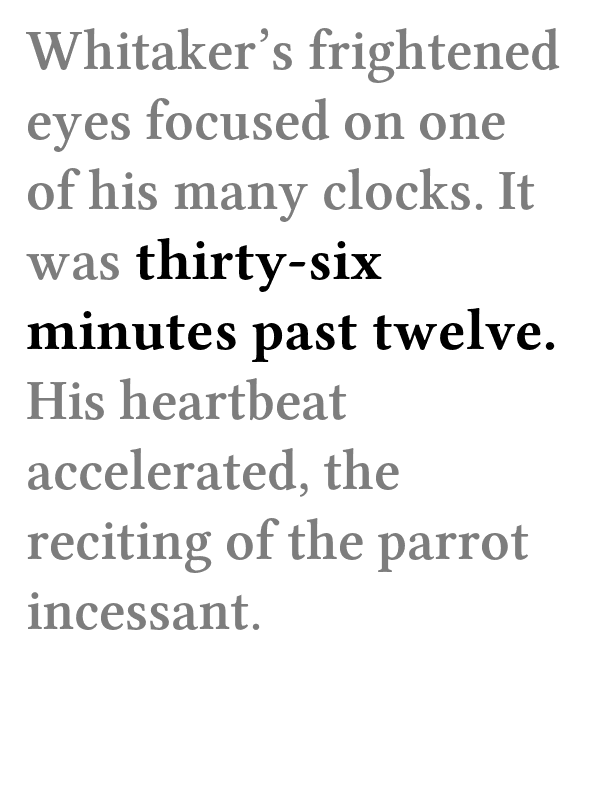 Whitaker’s frightened
eyes focused on one
of his many clocks. It
was thirty-six
minutes past twelve.
His heartbeat
accelerated, the
reciting of the parrot
incessant.